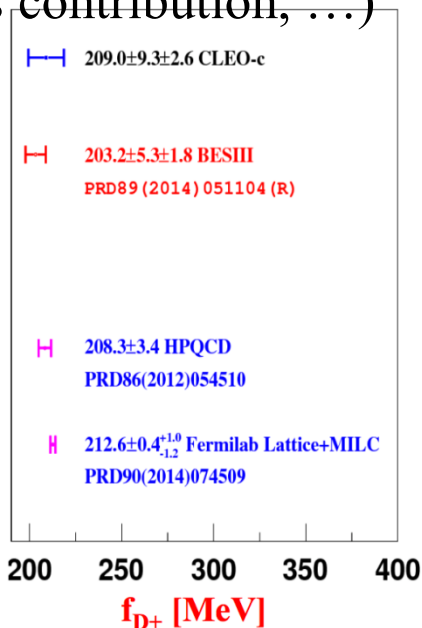 contribution, ...)
209.0±9.3±2.6 CLEO-c
203.2±5.3±1.8 BESIII
PRD89(2014)051104(R)
208.3±3.4 HPQCD
PRD86(2012)054510
212.6±0.4+1.0-1.2 Fermilab Lattice+MILC
PRD90(2014)074509
200 250 300 350 400
fD+ [MeV]